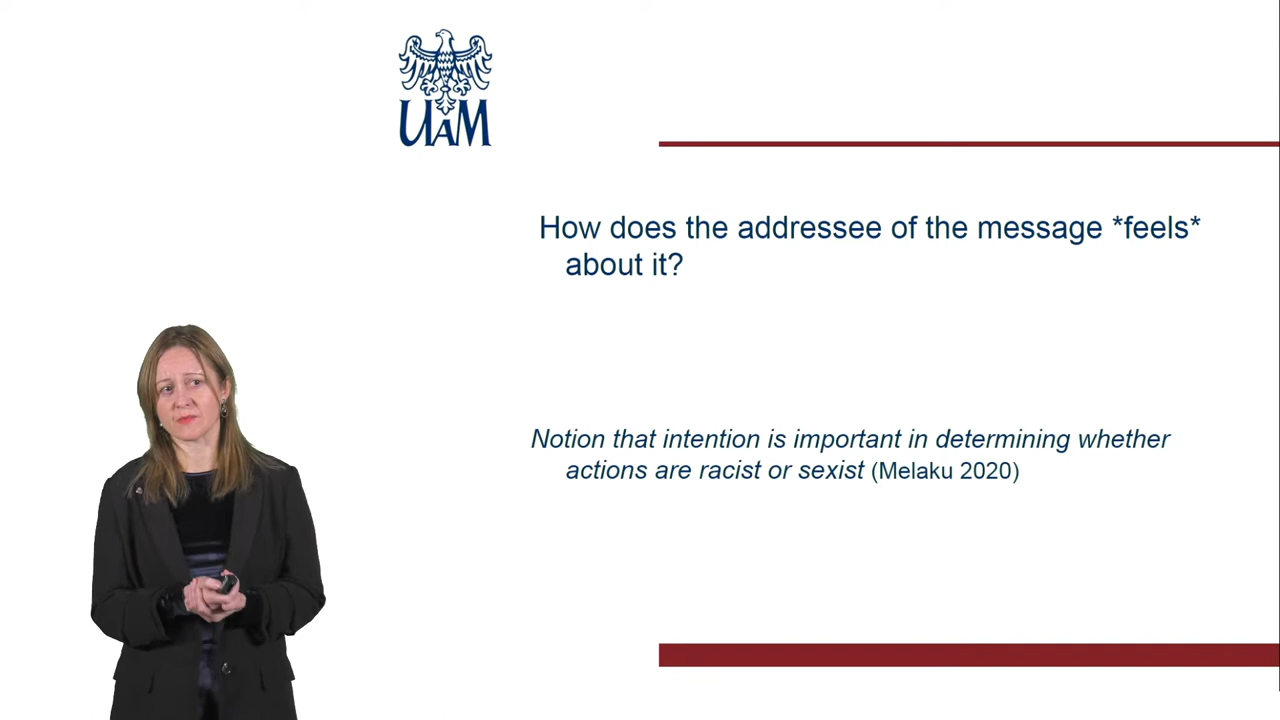 UAM
How does the addressee of the message *feels*
about it?
Notion that intention is important in determining whether
actions are racist or sexist (Melaku 2020)